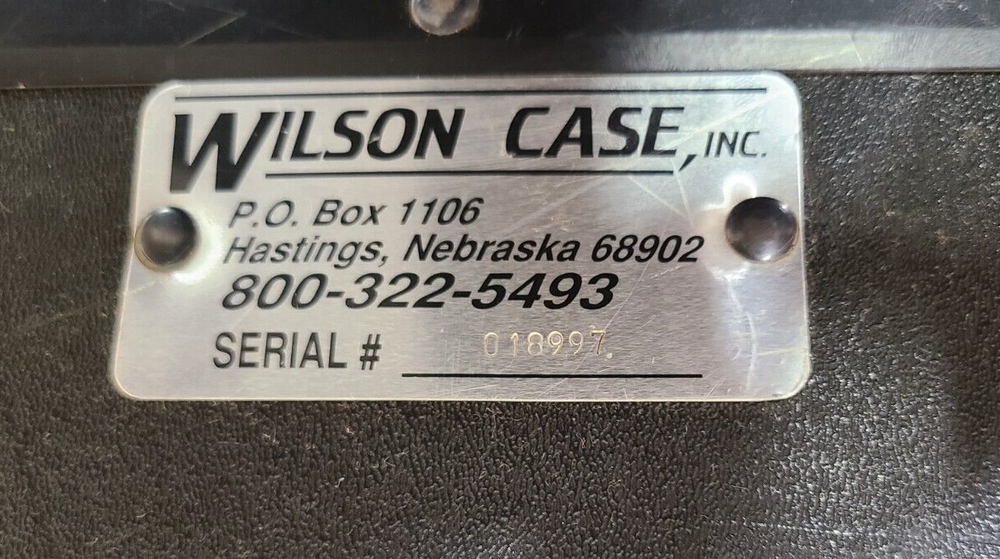 WILSON CASE, INC.
P.O. Box 1106
Hastings, Nebraska 68902
800-322-5493
SERIAL # 018997